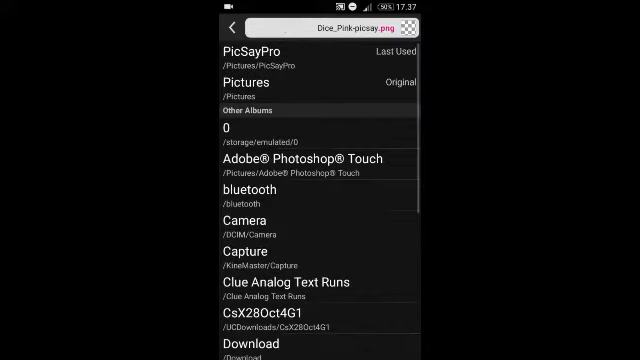 50% 17.37
Dice_Pink-picsay.png
PicSayPro Last Used
/Pictures/PicSayPro
Pictures Original
/Pictures
Other Albums
0
/storage/emulated/0
Adobe® Photoshop® Touch
/Pictures/Adobe® Photoshop® Touch
bluetooth
/bluetooth
Camera
/DCIM/Camera
Capture
/KineMaster/Capture
Clue Analog Text Runs
/Clue Analog Text Runs
CsX28Oct4G1
/UCDownloads/CsX28Oct4G1
Download
/Download